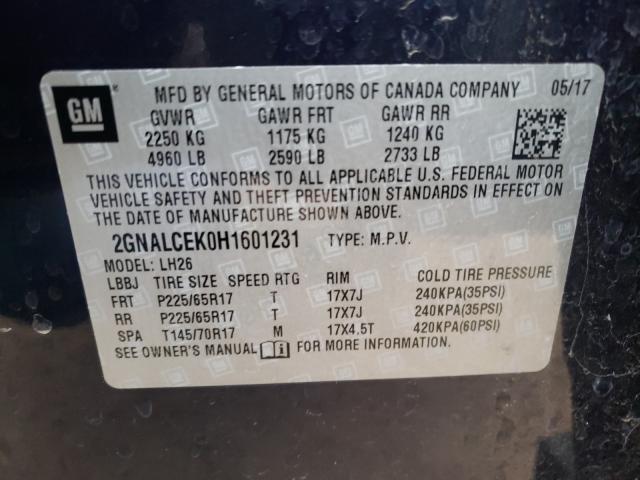 GM MFD BY GENERAL MOTORS OF CANADA COMPANY 05/17
GVWR GAWR FRT GAWR RR
2250 KG 1175 KG 1240 KG
4960 LB 2590 LB 2733 LB
THIS VEHICLE CONFORMS TO ALL APPLICABLE U.S. FEDERAL MOTOR
VEHICLE SAFETY AND THEFT PREVENTION STANDARDS IN EFFECT ON
THE DATE OF MANUFACTURE SHOWN ABOVE.
2GNALCEK0H1601231 TYPE: M.P.V.
MODEL: LH26
LBBJ TIRE SIZE SPEED RTG RIM COLD TIRE PRESSURE
FRT P225/65R17 T 17X7J 240KPA(35PSI)
RR P225/65R17 T 17X7J 240KPA(35PSI)
SPA T145/70R17 M 17X4.5T 420KPA(60PSI)
SEE OWNER'S MANUAL FOR MORE INFORMATION.